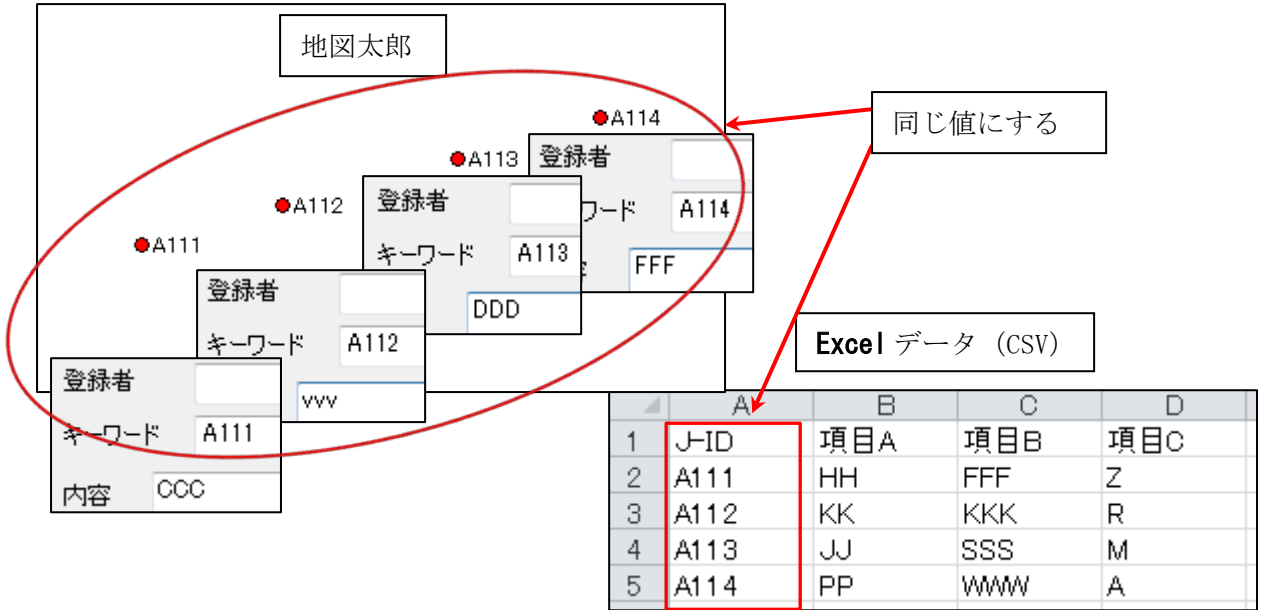 地図太郎
同じ値にする
●A114
登録者
ワード A114
FFF
●A113
登録者
キーワード A113
DDD
●A112
登録者
キーワード A112
vvv
●A111
登録者
キーワード A111
内容 CCC
Excel データ (CSV)
A B C D
1 J-ID 項目A 項目B 項目C
2 A111 HH FFF Z
3 A112 KK KKK R
4 A113 JJ SSS M
5 A114 PP WWW A